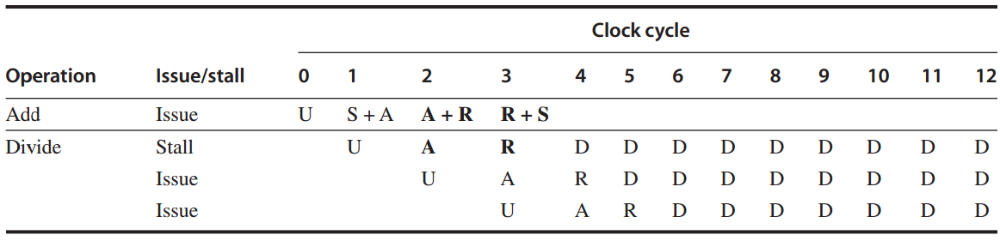 Clock cycle
Operation Issue/stall 0 1 2 3 4 5 6 7 8 9 10 11 12
Add Issue U S + A A + R R + S
Divide Stall U A R D D D D D D D D D
Issue U A R D D D D D D D D
Issue U A R D D D D D D D